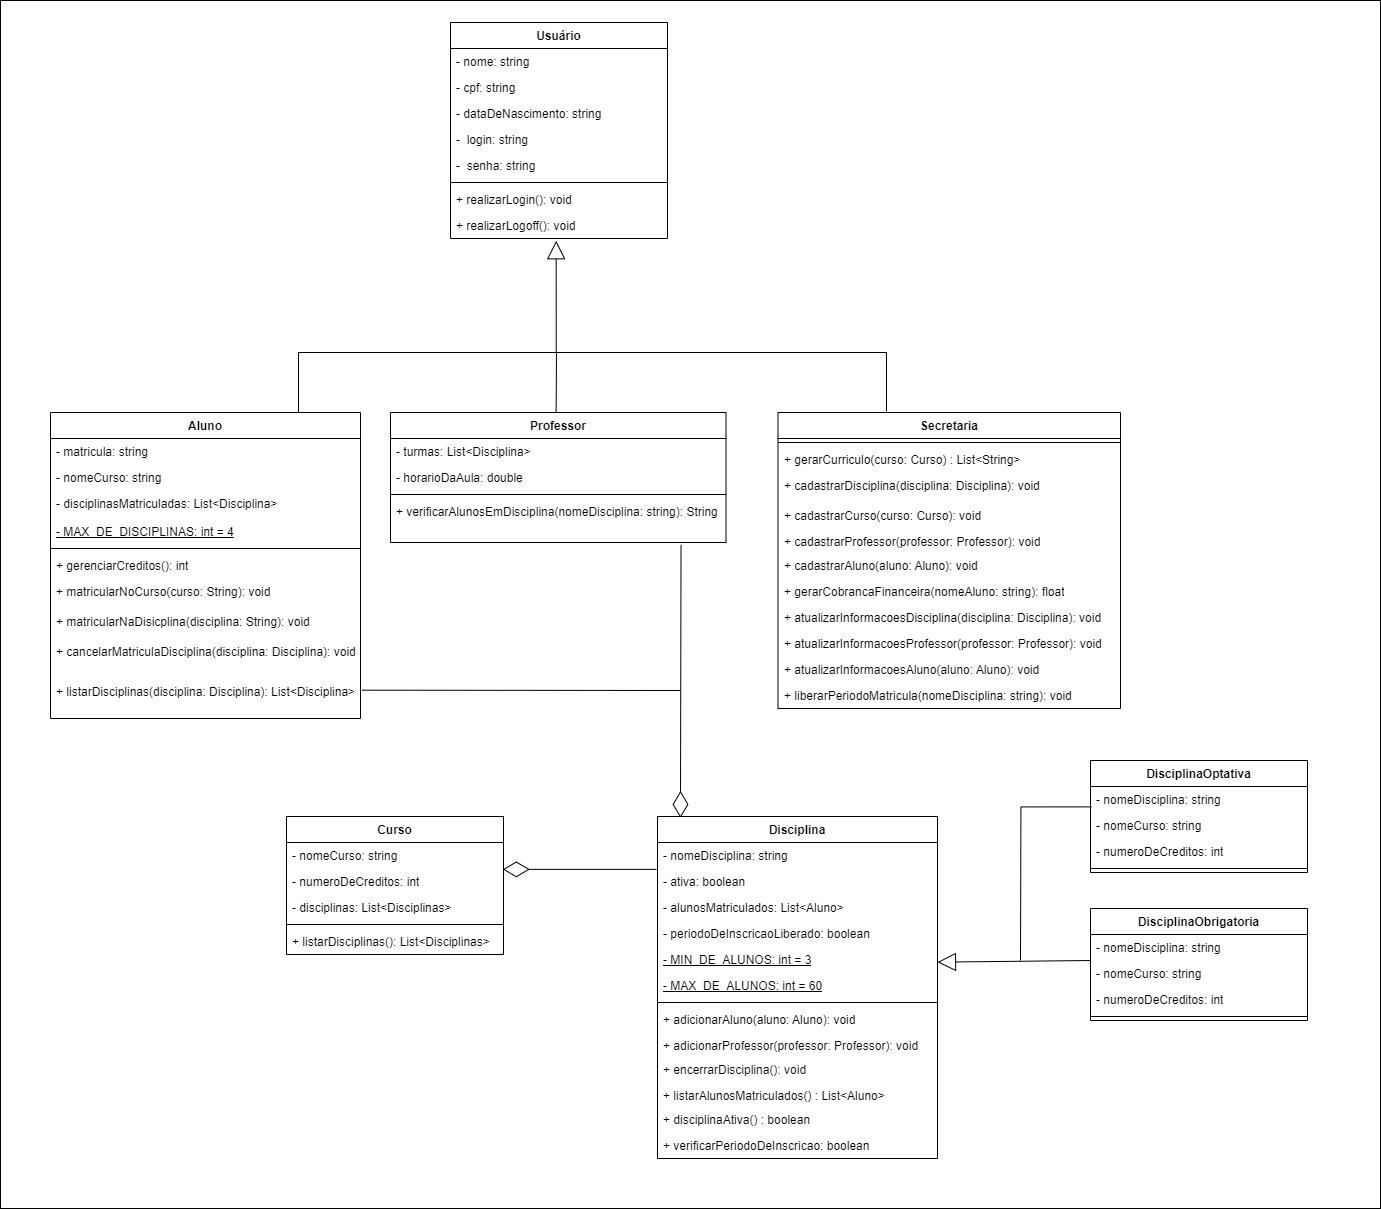 Usuário
- nome: string
- cpf: string
- dataDeNascimento: string
- login: string
- senha: string
+ realizarLogin(): void
+ realizarLogoff(): void
Aluno
- matricula: string
- nomeCurso: string
- disciplinasMatriculadas: List<Disciplina>
- MAX_DE_DISCIPLINAS: int = 4
+ gerenciarCreditos(): int
+ matricularNoCurso(curso: String): void
+ matricularNaDisicplina(disciplina: String): void
+ cancelarMatriculaDisciplina(disciplina: Disciplina): void
+ listarDisciplinas(disciplina: Disciplina): List<Disciplina>
Professor
- turmas: List<Disciplina>
- horarioDaAula: double
+ verificarAlunosEmDisciplina(nomeDisciplina: string): String
Secretaria
+ gerarCurriculo(curso: Curso) : List<String>
+ cadastrarDisciplina(disciplina: Disciplina): void
+ cadastrarCurso(curso: Curso): void
+ cadastrarProfessor(professor: Professor): void
+ cadastrarAluno(aluno: Aluno): void
+ gerarCobrancaFinanceira(nomeAluno: string): float
+ atualizarInformacoesDisciplina(disciplina: Disciplina): void
+ atualizarInformacoesProfessor(professor: Professor): void
+ atualizarInformacoesAluno(aluno: Aluno): void
+ liberarPeriodoMatricula(nomeDisciplina: string): void
Curso
- nomeCurso: string
- numeroDeCreditos: int
- disciplinas: List<Disciplinas>
+ listarDisciplinas(): List<Disciplinas>
Disciplina
- nomeDisciplina: string
- ativa: boolean
- alunosMatriculados: List<Aluno>
- periodoDeInscricaoLiberado: boolean
- MIN_DE_ALUNOS: int = 3
- MAX_DE_ALUNOS: int = 60
+ adicionarAluno(aluno: Aluno): void
+ adicionarProfessor(professor: Professor): void
+ encerrarDisciplina(): void
+ listarAlunosMatriculados() : List<Aluno>
+ disciplinaAtiva() : boolean
+ verificarPeriodoDeInscricao: boolean
DisciplinaOptativa
- nomeDisciplina: string
- nomeCurso: string
- numeroDeCreditos: int
DisciplinaObrigatoria
- nomeDisciplina: string
- nomeCurso: string
- numeroDeCreditos: int